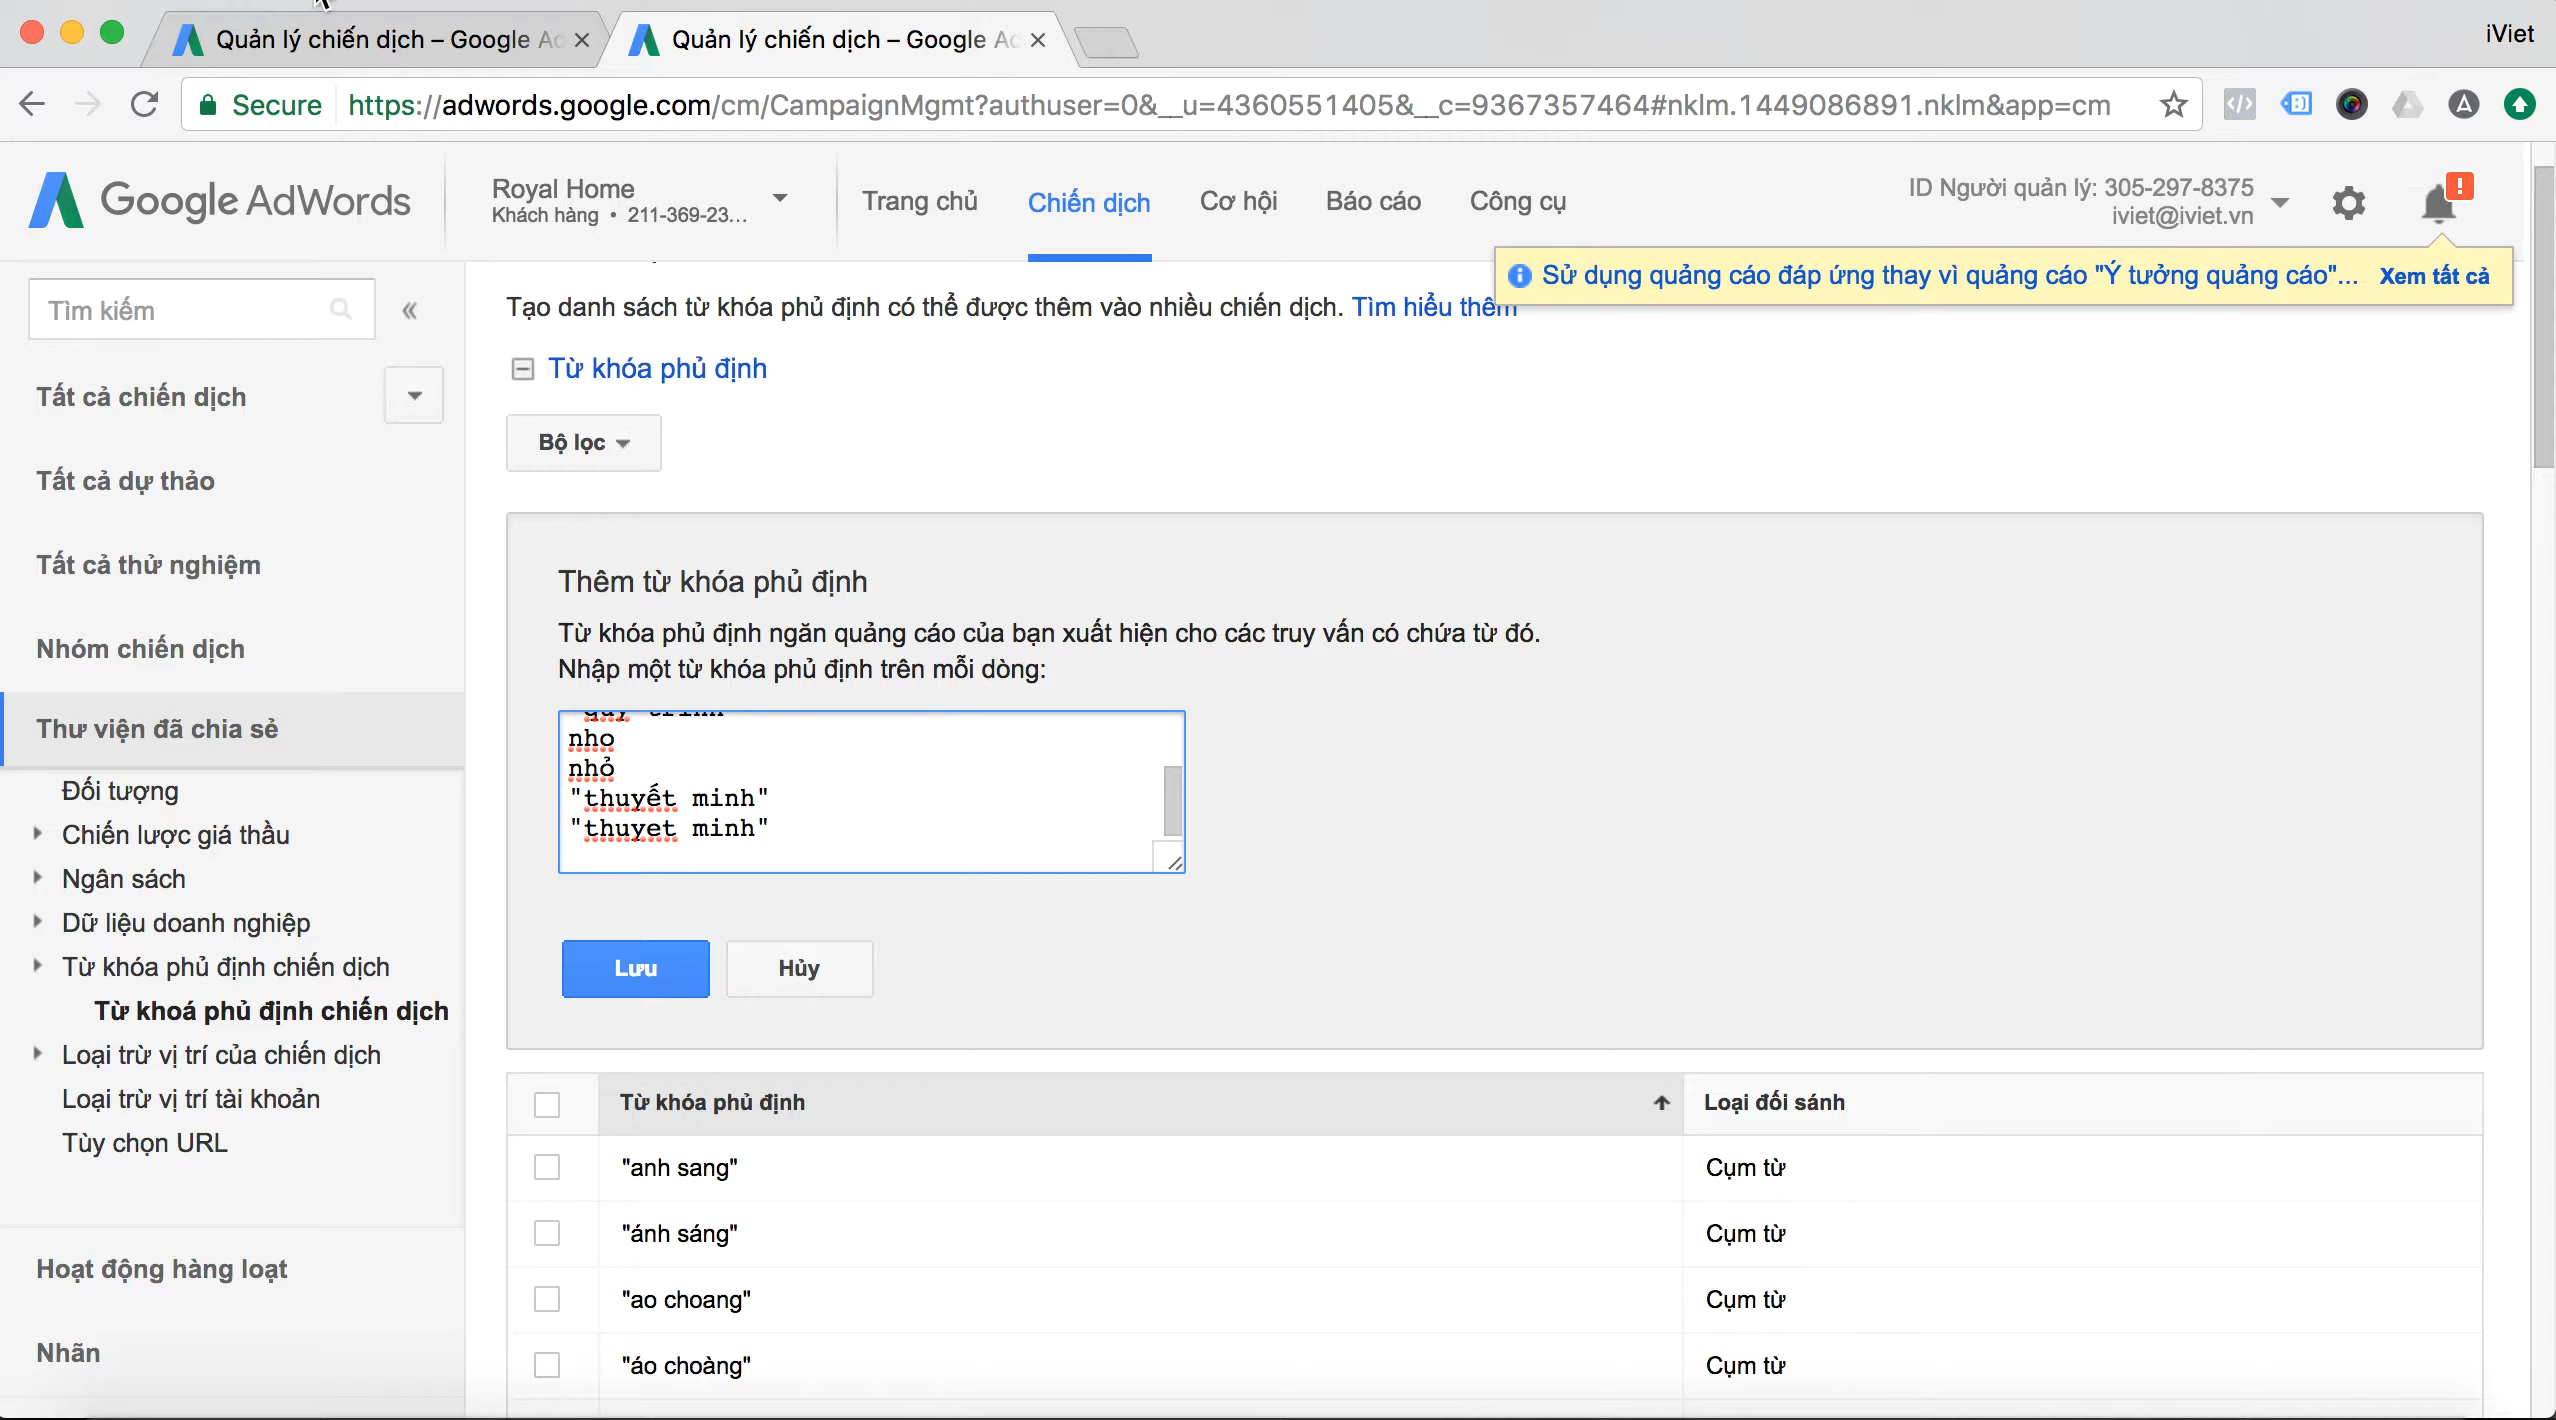 Quản lý chiến dịch – Google Ad
Quản lý chiến dịch – Google Ad
iViet
Secure
https://adwords.google.com/cm/CampaignMgmt?authuser=0&__u=4360551405&__c=9367357464#nklm.1449086891.nklm&app=cm
Google AdWords
Royal Home
Khách hàng • 211-369-23...
Trang chủ
Chiến dịch
Cơ hội
Báo cáo
Công cụ
ID Người quản lý: 305-297-8375
iviet@iviet.vn
Sử dụng quảng cáo đáp ứng thay vì quảng cáo "Ý tưởng quảng cáo"... Xem tất cả
Tìm kiếm
Tất cả chiến dịch
Tất cả dự thảo
Tất cả thử nghiệm
Nhóm chiến dịch
Thư viện đã chia sẻ
Đối tượng
Chiến lược giá thầu
Ngân sách
Dữ liệu doanh nghiệp
Từ khóa phủ định chiến dịch
Từ khoá phủ định chiến dịch
Loại trừ vị trí của chiến dịch
Loại trừ vị trí tài khoản
Tùy chọn URL
Hoạt động hàng loạt
Nhãn
Tạo danh sách từ khóa phủ định có thể được thêm vào nhiều chiến dịch. Tìm hiểu thêm
Từ khóa phủ định
Bộ lọc
Thêm từ khóa phủ định
Từ khóa phủ định ngăn quảng cáo của bạn xuất hiện cho các truy vấn có chứa từ đó.
Nhập một từ khóa phủ định trên mỗi dòng:
nho
nhỏ
"thuyết minh"
"thuyet minh"
Lưu
Hủy
Từ khóa phủ định
Loại đối sánh
"anh sang"
Cụm từ
"ánh sáng"
Cụm từ
"ao choang"
Cụm từ
"áo choàng"
Cụm từ